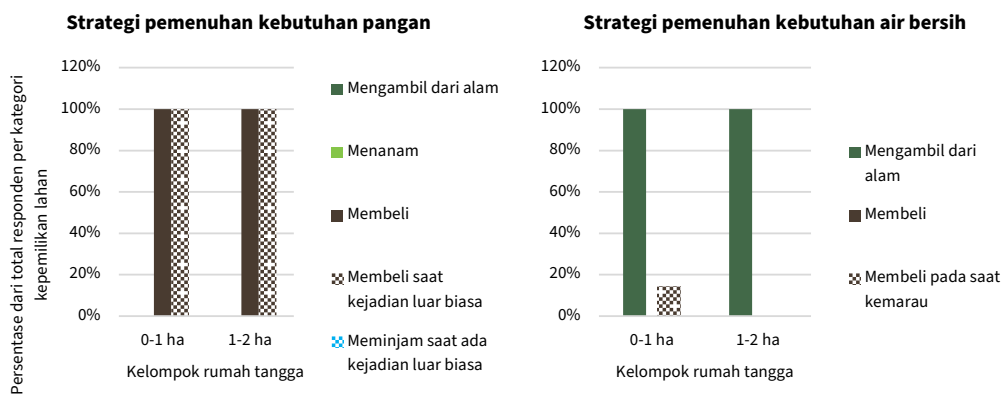 Strategi pemenuhan kebutuhan pangan
Persentase dari total responden per kategori
kepemilikan lahan
120%
100%
80%
60%
40%
20%
0%
0-1 ha
1-2 ha
Kelompok rumah tangga
Mengambil dari alam
Menanam
Membeli
Membeli saat
kejadian luar biasa
Meminjam saat ada
kejadian luar biasa
Strategi pemenuhan kebutuhan air bersih
120%
100%
80%
60%
40%
20%
0%
0-1 ha
1-2 ha
Kelompok rumah tangga
Mengambil dari
alam
Membeli
Membeli pada saat
kemarau